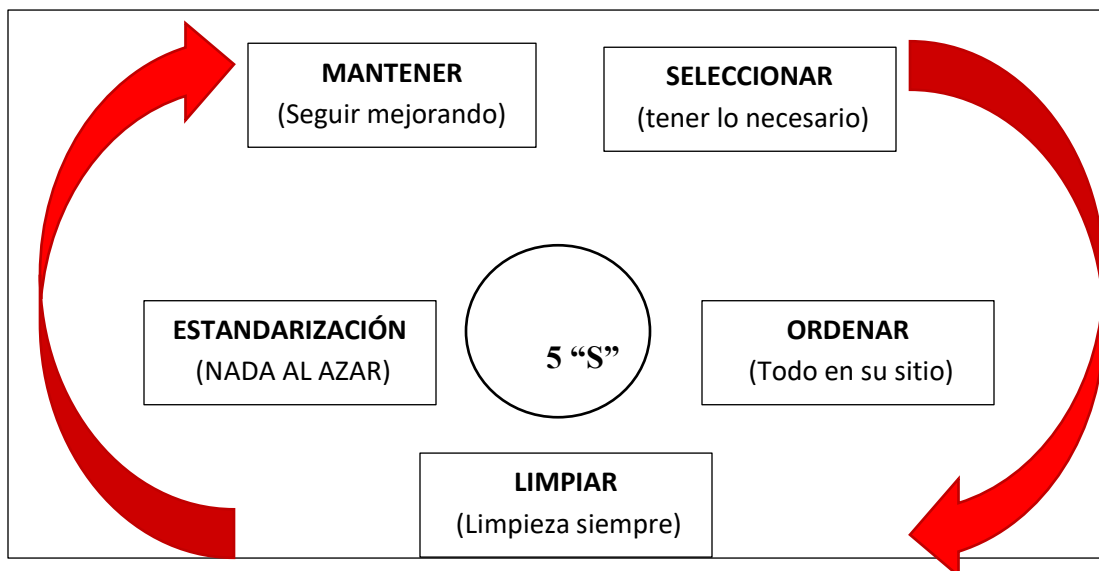 MANTENER
(Seguir mejorando)
SELECCIONAR
(tener lo necesario)
ESTANDARIZACIÓN
(NADA AL AZAR)
5 “S”
ORDENAR
(Todo en su sitio)
LIMPIAR
(Limpieza siempre)